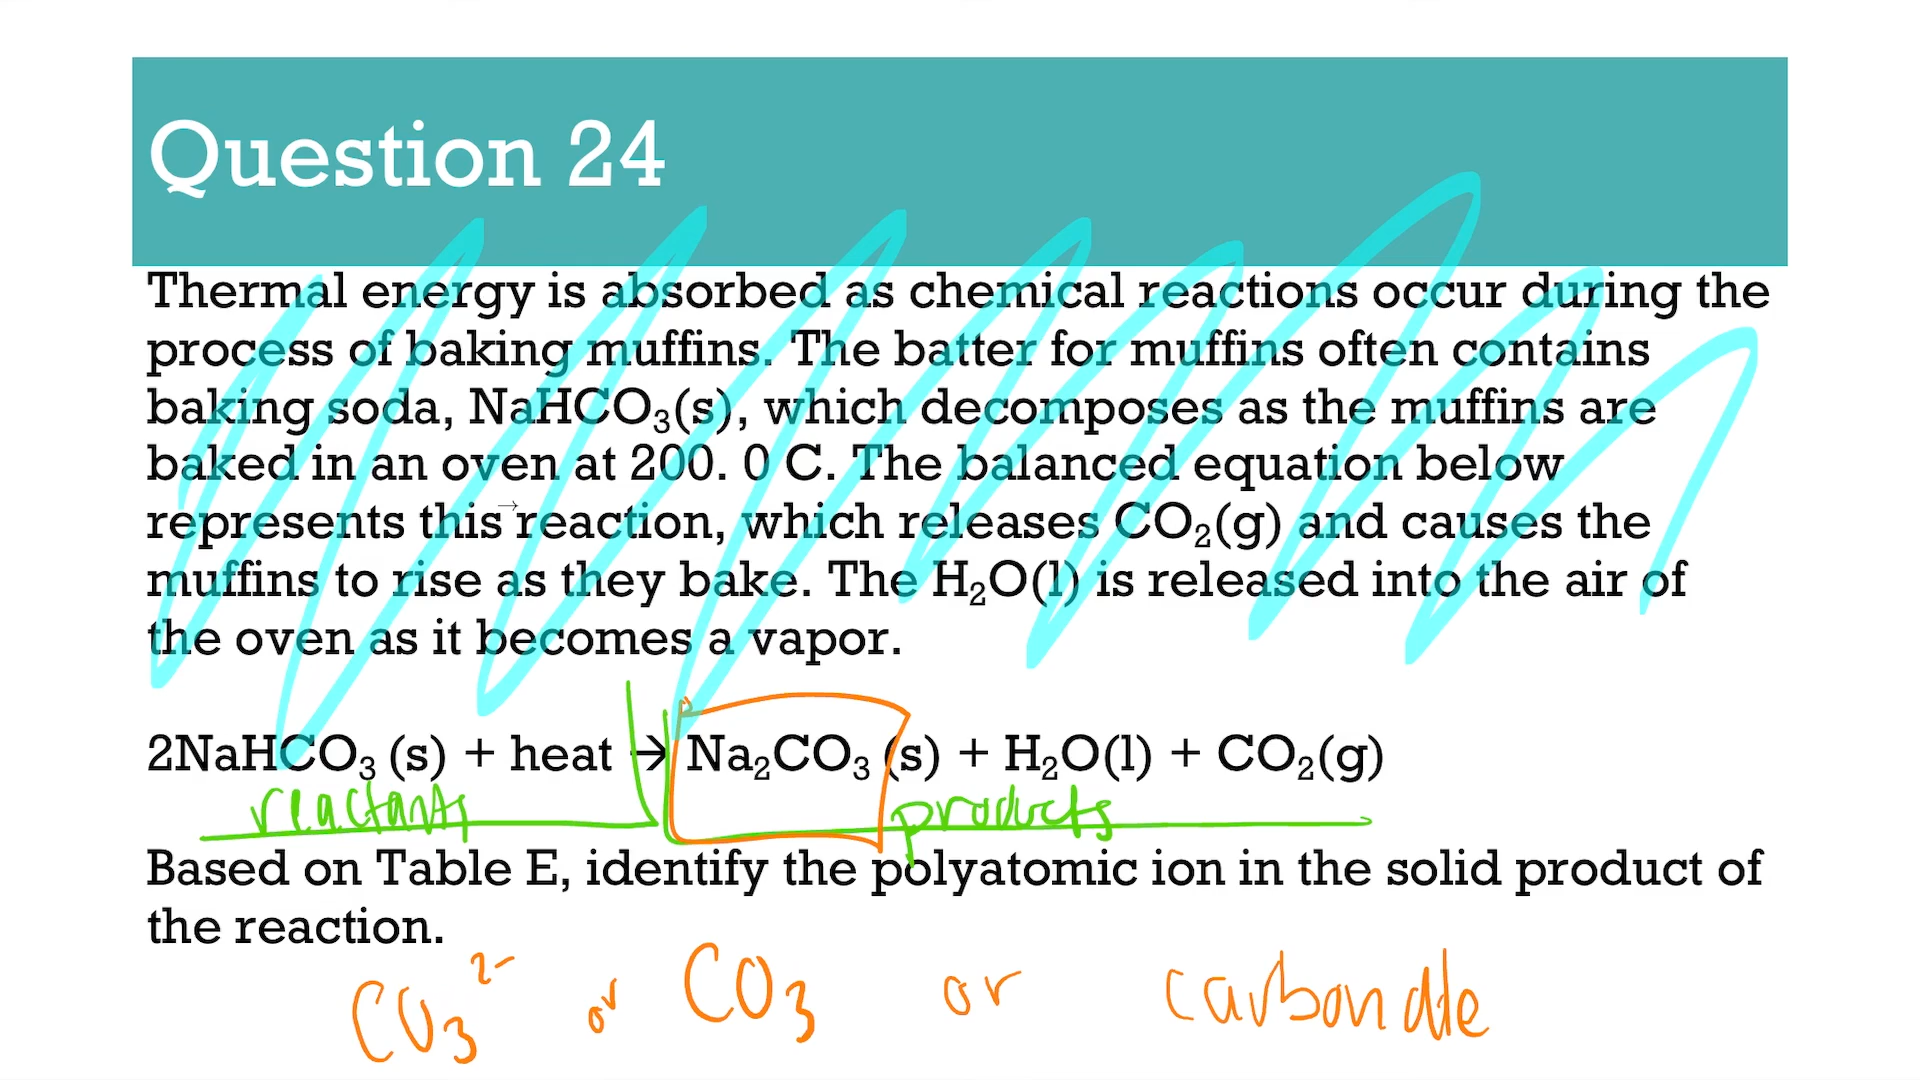 Question 24
Thermal energy is absorbed as chemical reactions occur during the
process of baking muffins. The batter for muffins often contains
baking soda, NaHCO₃(s), which decomposes as the muffins are
baked in an oven at 200. 0 C. The balanced equation below
represents this reaction, which releases CO₂(g) and causes the
muffins to rise as they bake. The H₂O(l) is released into the air of
the oven as it becomes a vapor.
2NaHCO₃ (s) + heat → Na₂CO₃ (s) + H₂O(l) + CO₂(g)
reactants products
Based on Table E, identify the polyatomic ion in the solid product of
the reaction.
CO₃²⁻ or CO₃ or carbonate